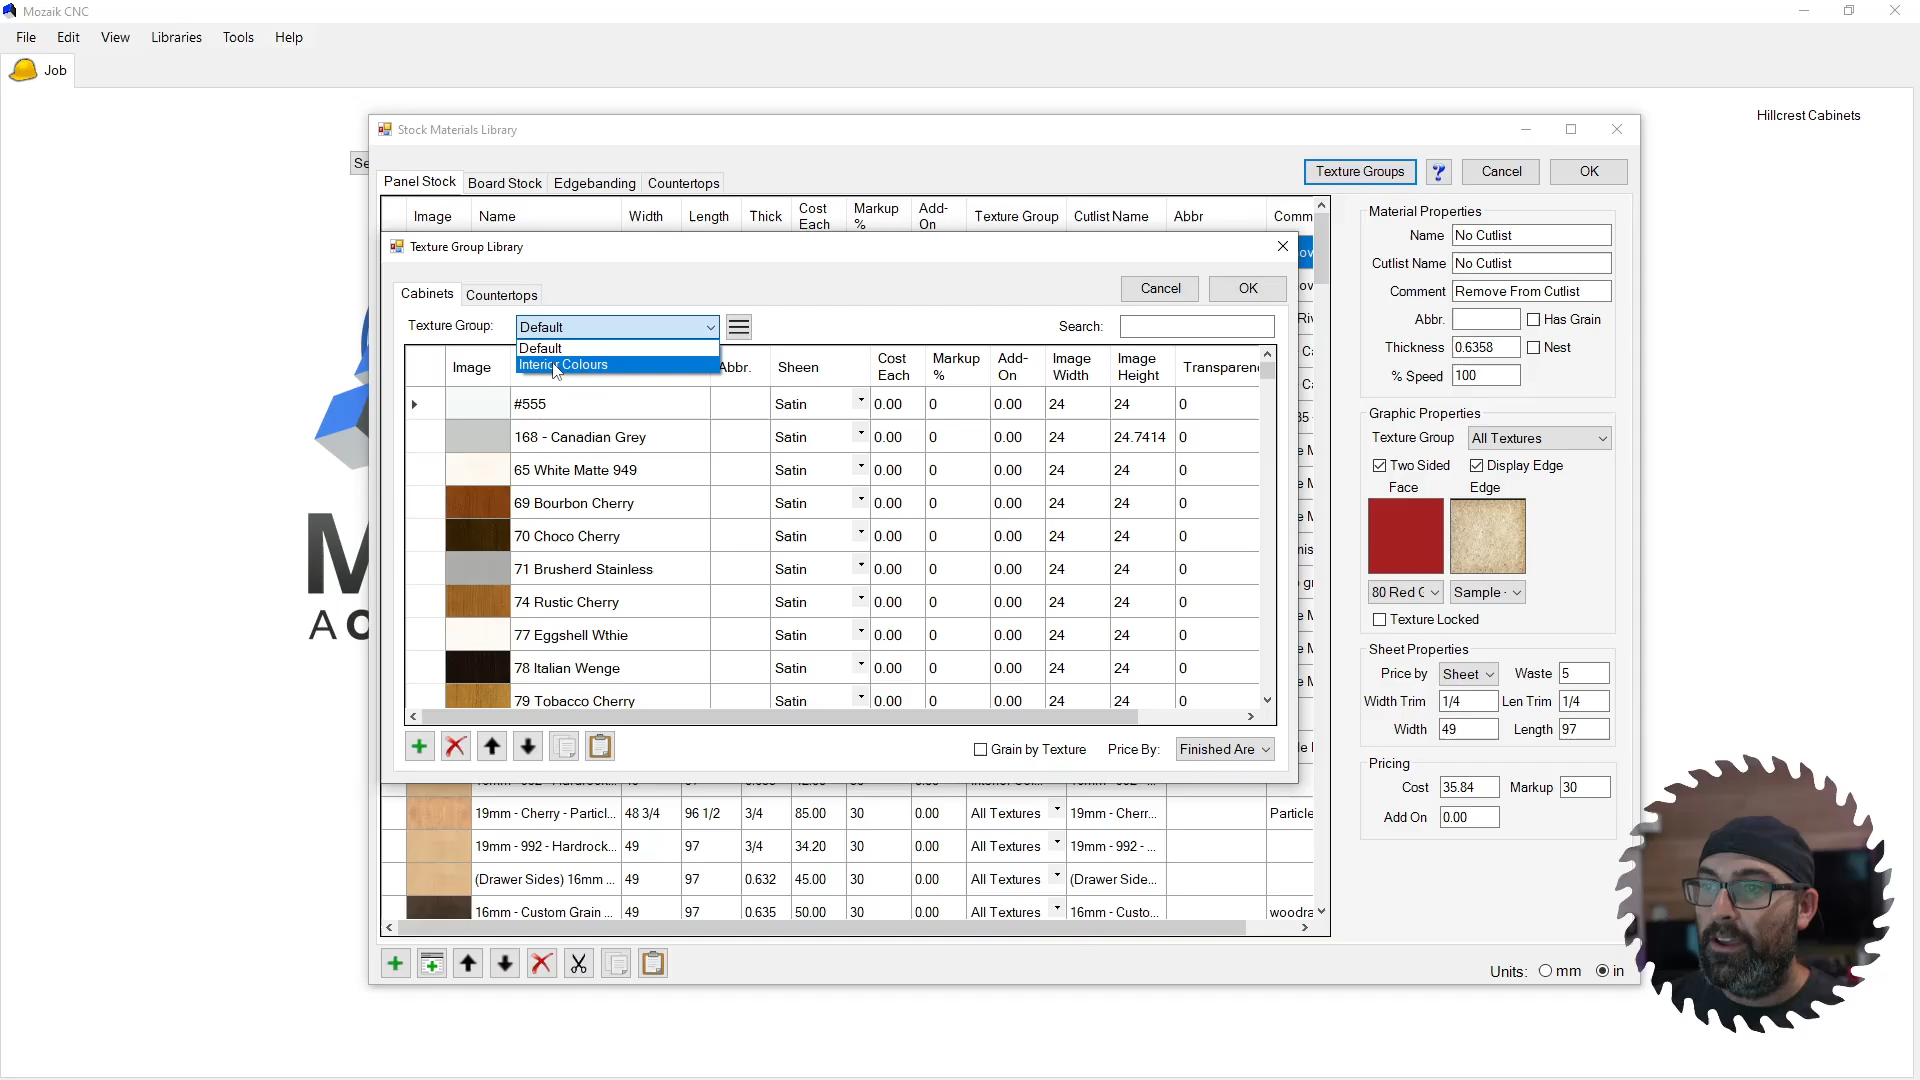 Mozaik CNC
File Edit View Libraries Tools Help
Job
Hillcrest Cabinets
Stock Materials Library
Se
Texture Groups ? Cancel OK
Panel Stock Board Stock Edgebanding Countertops
Image Name Width Length Thick Cost Each Markup % Add-On Texture Group Cutlist Name Abbr Comm
Texture Group Library
Cancel OK
Cabinets Countertops
Texture Group: Default Search:
Default
Interior Colours
Image Abbr. Sheen Cost Each Markup % Add-On Image Width Image Height Transparen
#555 Satin 0.00 0 0.00 24 24 0
168 - Canadian Grey Satin 0.00 0 0.00 24 24.7414 0
65 White Matte 949 Satin 0.00 0 0.00 24 24 0
69 Bourbon Cherry Satin 0.00 0 0.00 24 24 0
70 Choco Cherry Satin 0.00 0 0.00 24 24 0
71 Brusherd Stainless Satin 0.00 0 0.00 24 24 0
74 Rustic Cherry Satin 0.00 0 0.00 24 24 0
77 Eggshell Wthie Satin 0.00 0 0.00 24 24 0
78 Italian Wenge Satin 0.00 0 0.00 24 24 0
79 Tobacco Cherry Satin 0.00 0 0.00 24 24 0
Grain by Texture Price By: Finished Are
19mm - Cherry - Particl... 48 3/4 96 1/2 3/4 85.00 30 0.00 All Textures 19mm - Cherr... Particle
19mm - 992 - Hardrock... 49 97 3/4 34.20 30 0.00 All Textures 19mm - 992 - ...
(Drawer Sides) 16mm ... 49 97 0.632 45.00 30 0.00 All Textures (Drawer Side...
16mm - Custom Grain ... 49 97 0.635 50.00 30 0.00 All Textures 16mm - Custo... woodra
Material Properties
Name No Cutlist
Cutlist Name No Cutlist
Comment Remove From Cutlist
Abbr. Has Grain
Thickness 0.6358 Nest
% Speed 100
Graphic Properties
Texture Group All Textures
Two Sided Display Edge
Face Edge
80 Red C Sample -
Texture Locked
Sheet Properties
Price by Sheet Waste 5
Width Trim 1/4 Len Trim 1/4
Width 49 Length 97
Pricing
Cost 35.84 Markup 30
Add On 0.00
Units: mm in